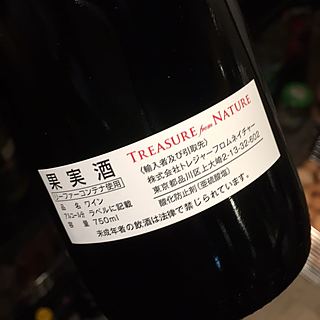 果実酒
リーファーコンテナ使用
品名 ワイン
アルコール分 ラベルに記載
容量 750ml
TREASURE from NATURE
(輸入者及び引取先)
株式会社トレジャーフロムネイチャー
東京都品川区上大崎2-13-32-602
酸化防止剤(亜硫酸塩)
未成年者の飲酒は法律で禁じられています。